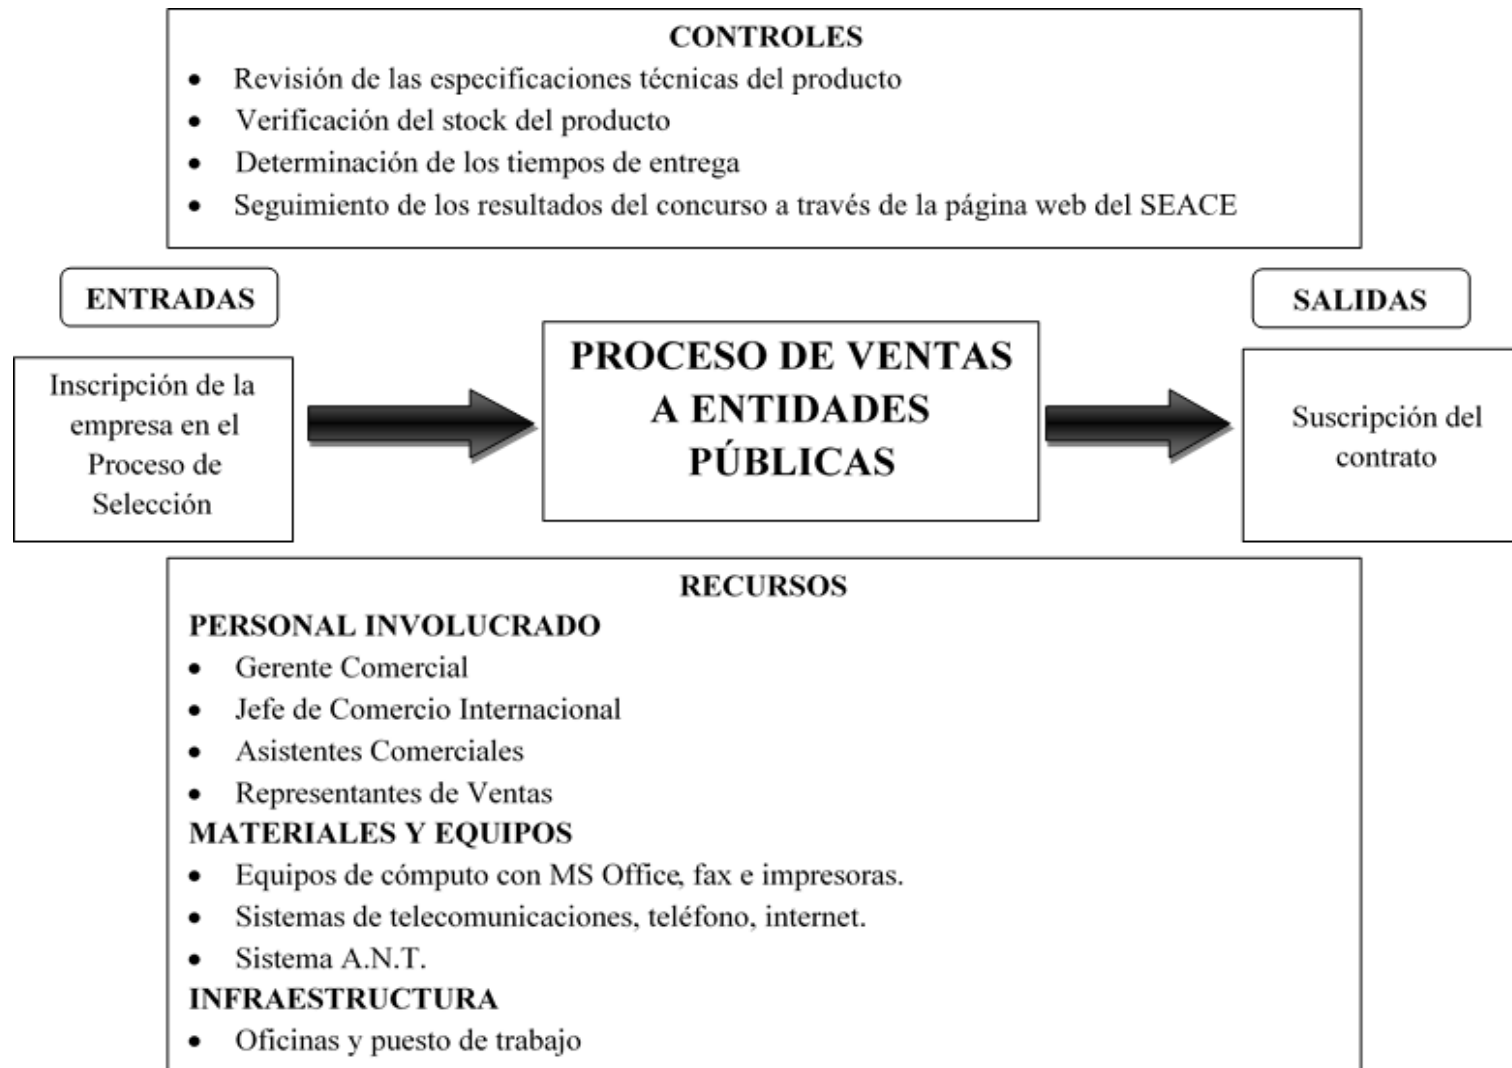 CONTROLES
• Revisión de las especificaciones técnicas del producto
• Verificación del stock del producto
• Determinación de los tiempos de entrega
• Seguimiento de los resultados del concurso a través de la página web del SEACE
ENTRADAS
Inscripción de la
empresa en el
Proceso de
Selección
PROCESO DE VENTAS
A ENTIDADES
PÚBLICAS
SALIDAS
Suscripción del
contrato
RECURSOS
PERSONAL INVOLUCRADO
• Gerente Comercial
• Jefe de Comercio Internacional
• Asistentes Comerciales
• Representantes de Ventas
MATERIALES Y EQUIPOS
• Equipos de cómputo con MS Office, fax e impresoras.
• Sistemas de telecomunicaciones, teléfono, internet.
• Sistema A.N.T.
INFRAESTRUCTURA
• Oficinas y puesto de trabajo